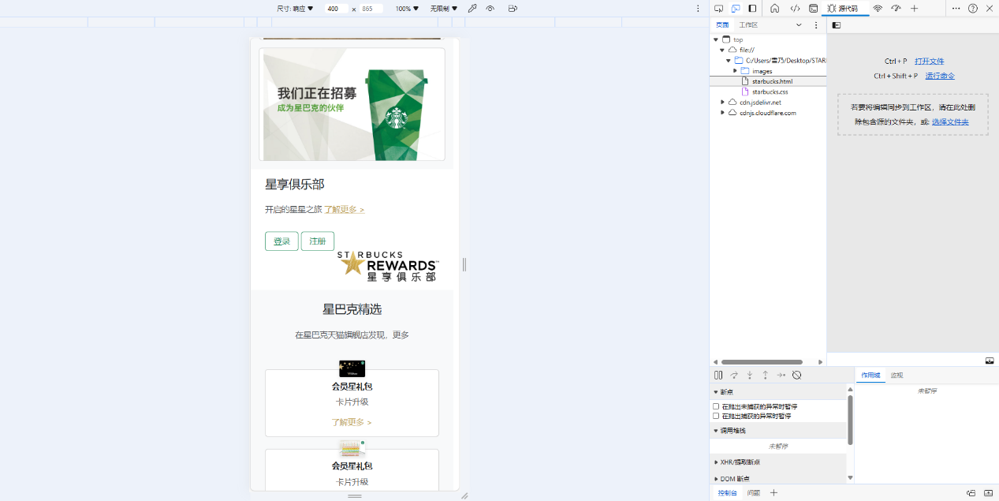 尺寸: 响应 ▼ 400 × 865 100% ▼ 无限制 ▼
源代码
页面 工作区
top
file://
C:/Users/雷乃/Desktop/STAR
images
starbucks.html
starbucks.css
cdn.jsdelivr.net
cdnjs.cloudflare.com
Ctrl + P 打开文件
Ctrl + Shift + P 运行命令
若要将编辑同步到工作区，请在此处删
除包含源的文件夹，或: 选择文件夹
我们正在招募
成为星巴克的伙伴
星享俱乐部
开启的星星之旅 了解更多 >
登录 注册
STARBUCKS
REWARDS™
星享俱乐部
星巴克精选
在星巴克天猫旗舰店发现，更多
会员星礼包
卡片升级
了解更多 >
会员星礼包
卡片升级
作用域 监视
未暂停
断点
在抛出未捕获的异常时暂停
在抛出捕获的异常时暂停
调用堆栈
未暂停
XHR/提取断点
DOM 断点
控制台 问题